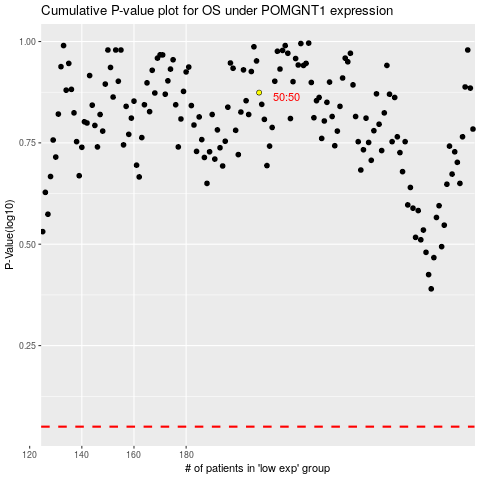 Cumulative P-value plot for OS under POMGNT1 expression
1.00
0.75
0.50
0.25
P-Value(log10)
50:50
120 140 160 180
# of patients in 'low exp' group